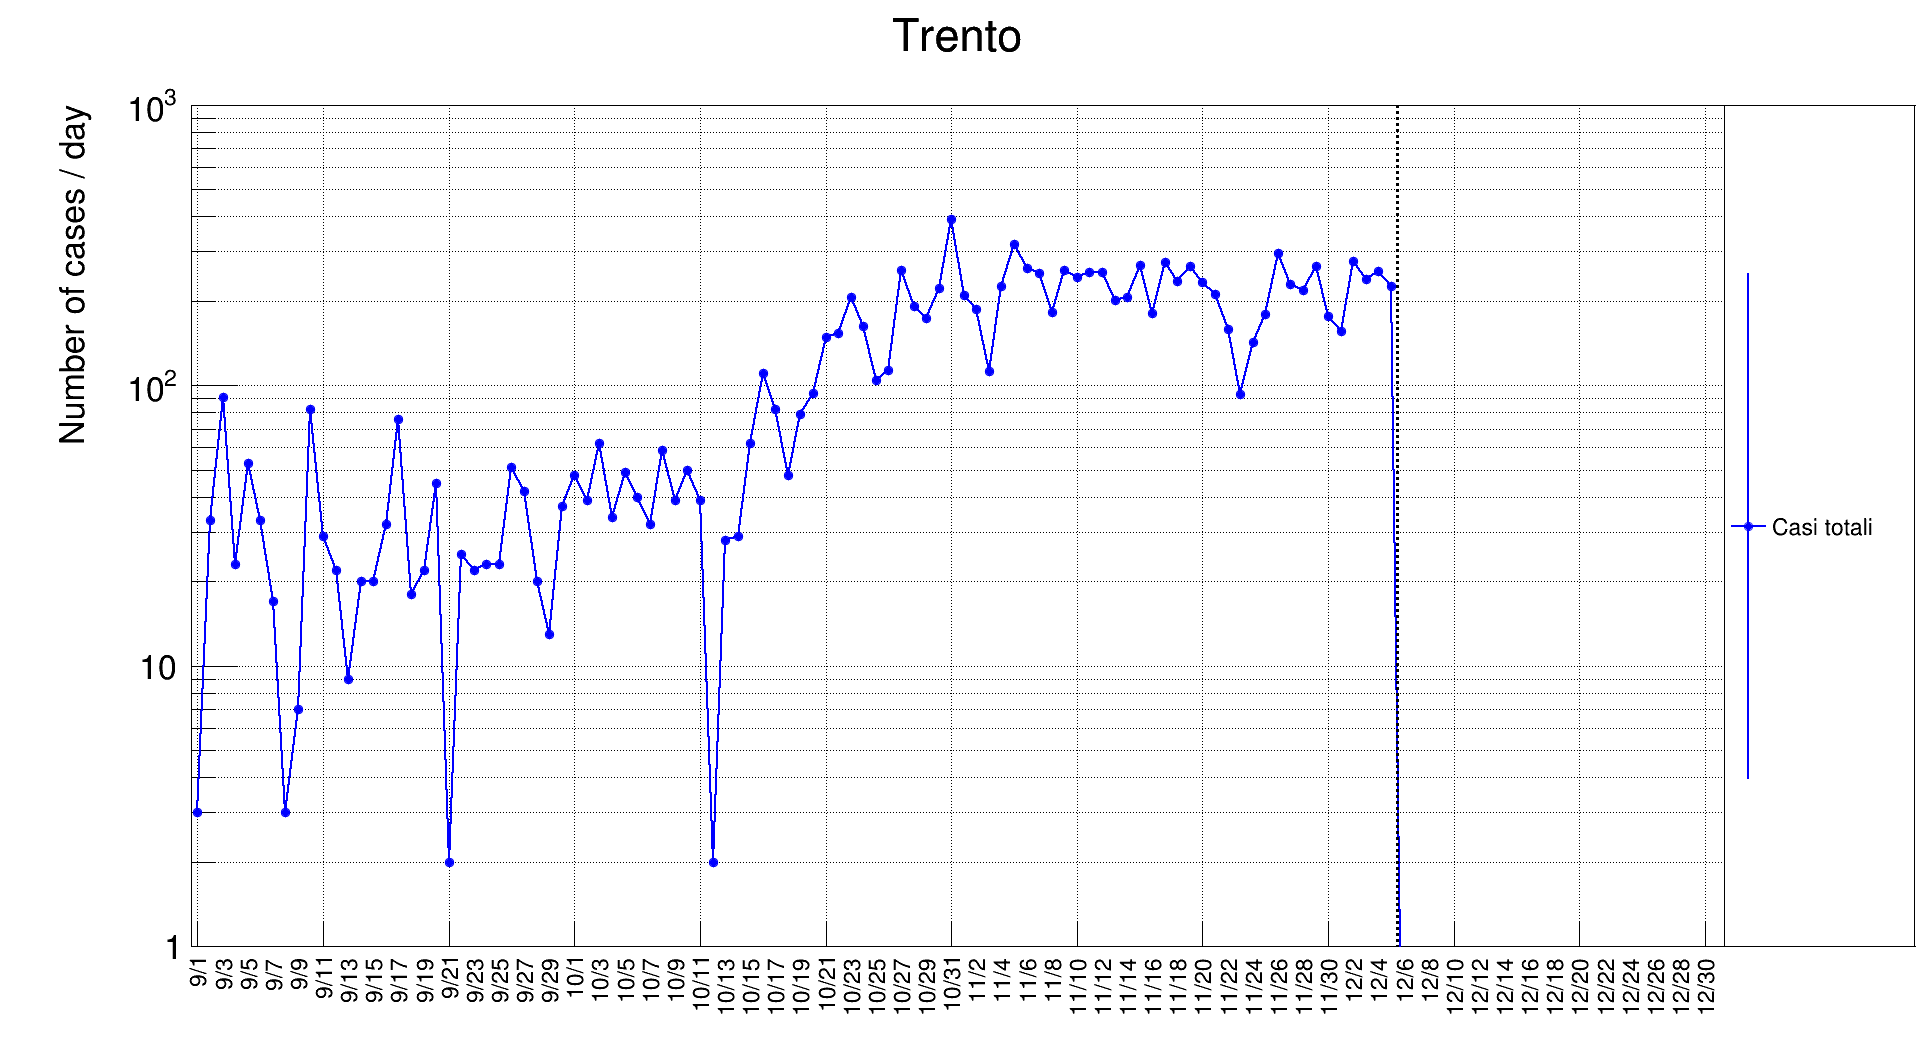 Trento
Number of cases / day
10³
10²
10
1
9/1 9/3 9/5 9/7 9/9 9/11 9/13 9/15 9/17 9/19 9/21 9/23 9/25 9/27 9/29 10/1 10/3 10/5 10/7 10/9 10/11 10/13 10/15 10/17 10/19 10/21 10/23 10/25 10/27 10/29 10/31 11/2 11/4 11/6 11/8 11/10 11/12 11/14 11/16 11/18 11/20 11/22 11/24 11/26 11/28 11/30 12/2 12/4 12/6 12/8 12/10 12/12 12/14 12/16 12/18 12/20 12/22 12/24 12/26 12/28 12/30
Casi totali